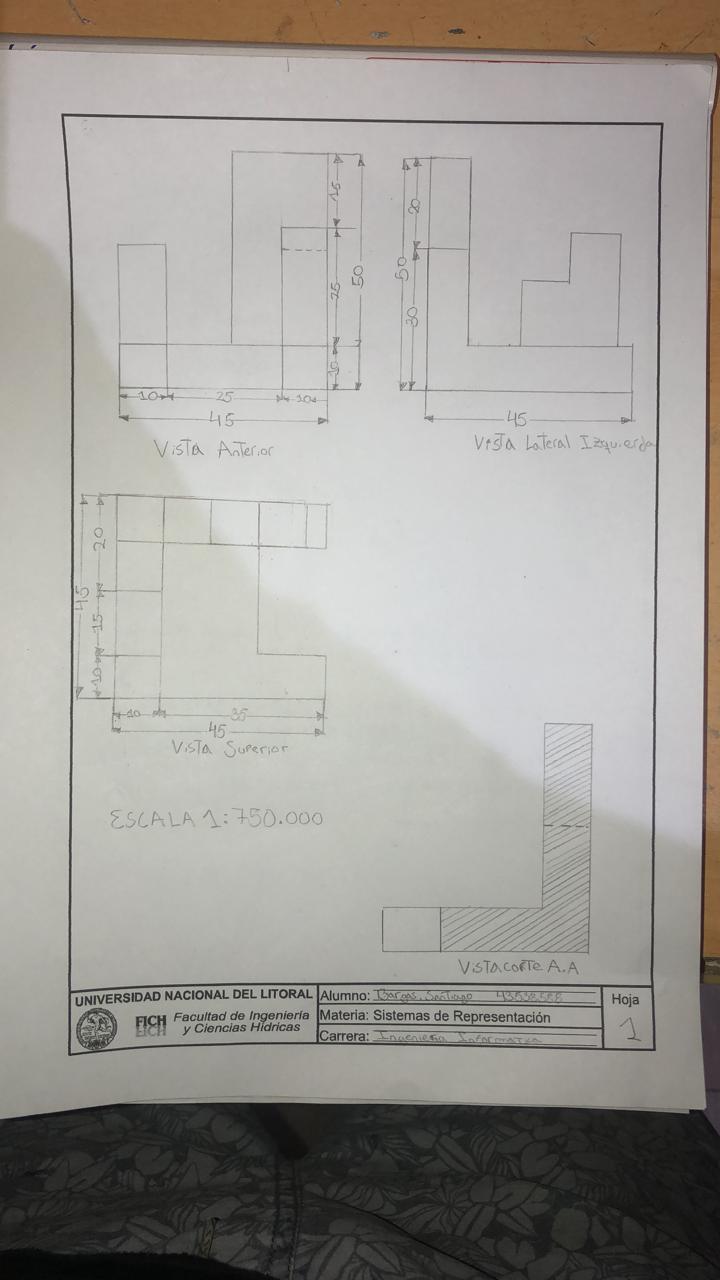 15
25
50
10
10
25
10
45
Vista Anterior
20
50
30
45
Vista Lateral Izquierda
20
45
15
10
10
35
45
Vista Superior
ESCALA 1:750.000
Vista corte A.A
UNIVERSIDAD NACIONAL DEL LITORAL
FICH
Facultad de Ingeniería
y Ciencias Hídricas
Alumno: Bargas, Santiago
Materia: Sistemas de Representación
Carrera: Ingenieria Informatica
Hoja
1